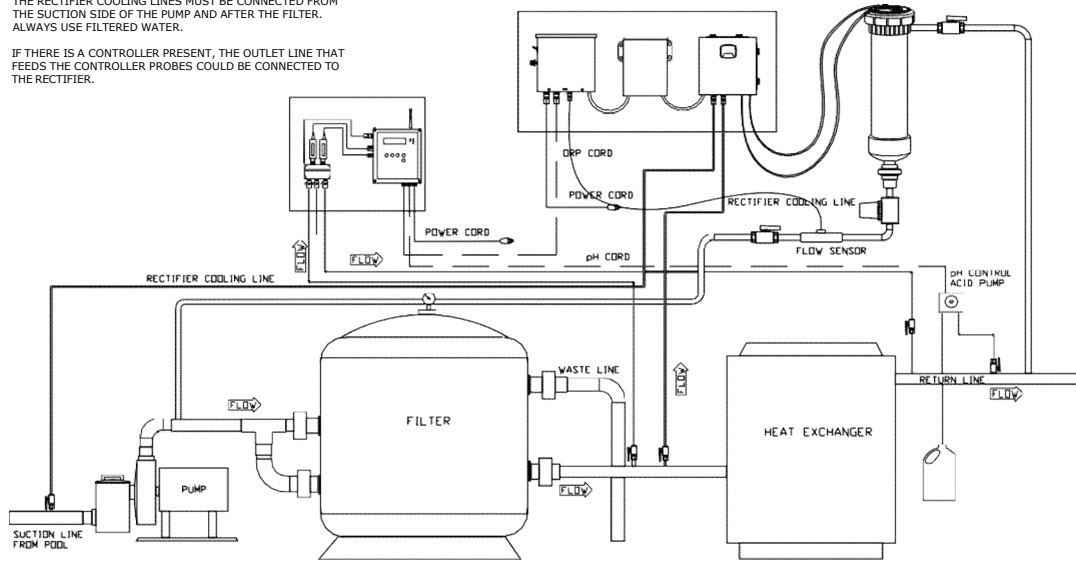 THE RECTIFIER COOLING LINES MUST BE CONNECTED FROM
THE SUCTION SIDE OF THE PUMP AND AFTER THE FILTER.
ALWAYS USE FILTERED WATER.
IF THERE IS A CONTROLLER PRESENT, THE OUTLET LINE THAT
FEEDS THE CONTROLLER PROBES COULD BE CONNECTED TO
THE RECTIFIER.
ORP CORD
POWER CORD
RECTIFIER COOLING LINE
POWER CORD
FLOW
FLOW
pH CORD
FLOW SENSOR
RECTIFIER COOLING LINE
pH CONTROL
ACID PUMP
WASTE LINE
FLOW
RETURN LINE
FLOW
FLOW
FILTER
HEAT EXCHANGER
PUMP
FLOW
SUCTION LINE
FROM POOL